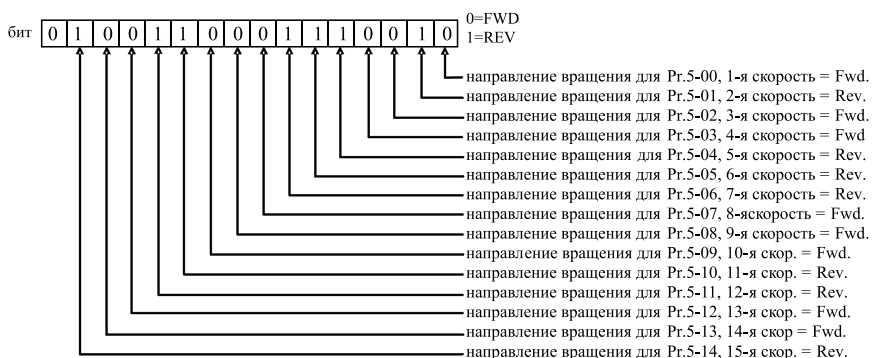 0=FWD
бит 0 1 0 0 1 1 0 0 0 1 1 1 0 0 1 0 1=REV
направление вращения для Pr.5-00, 1-я скорость = Fwd.
направление вращения для Pr.5-01, 2-я скорость = Rev.
направление вращения для Pr.5-02, 3-я скорость = Fwd.
направление вращения для Pr.5-03, 4-я скорость = Fwd
направление вращения для Pr.5-04, 5-я скорость = Rev.
направление вращения для Pr.5-05, 6-я скорость = Rev.
направление вращения для Pr.5-06, 7-я скорость = Rev.
направление вращения для Pr.5-07, 8-яскорость = Fwd.
направление вращения для Pr.5-08, 9-я скорость = Fwd.
направление вращения для Pr.5-09, 10-я скор. = Fwd.
направление вращения для Pr.5-10, 11-я скор. = Rev.
направление вращения для Pr.5-11, 12-я скор. = Rev.
направление вращения для Pr.5-12, 13-я скор. = Fwd.
направление вращения для Pr.5-13, 14-я скор = Fwd.
направление вращения для Pr.5-14, 15-я скор. = Rev.